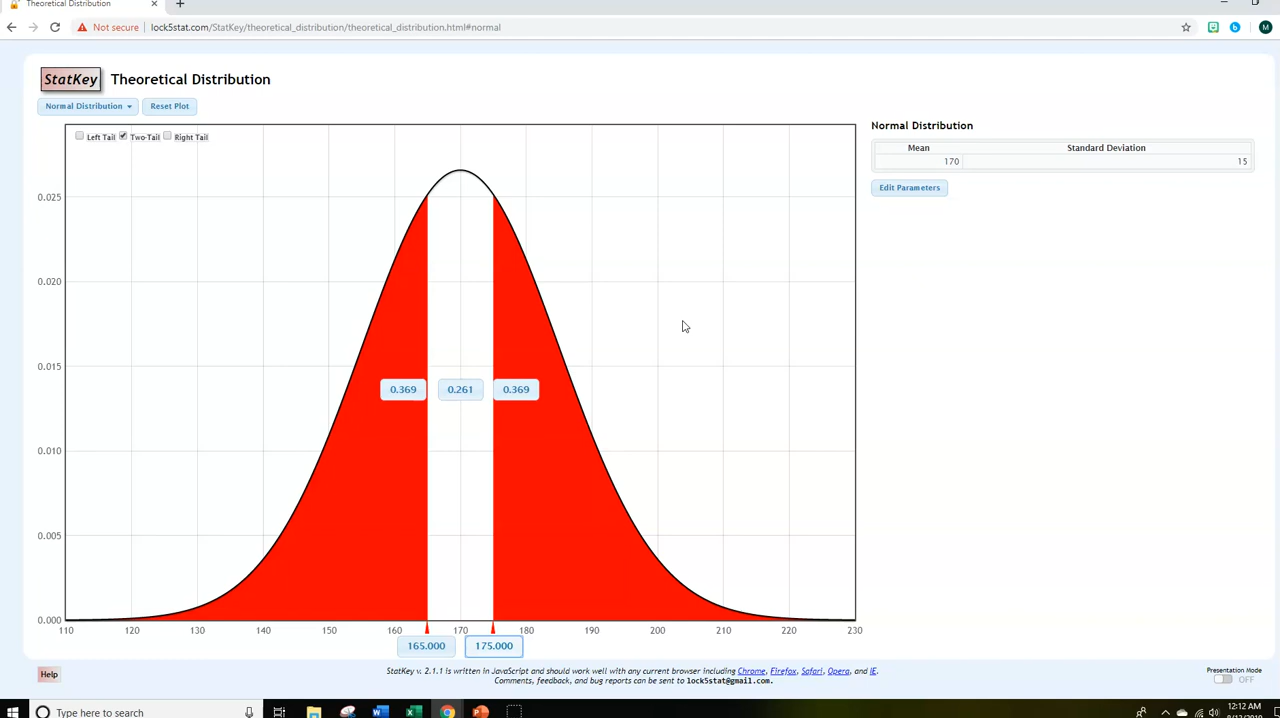 Theoretical Distribution
Not secure | lock5stat.com/StatKey/theoretical_distribution/theoretical_distribution.html#normal
M
StatKey Theoretical Distribution
Normal Distribution Reset Plot
Left Tail Two-Tail Right Tail
Normal Distribution
Mean Standard Deviation
170 15
Edit Parameters
0.025
0.020
0.015
0.369 0.261 0.369
0.010
0.005
0.000
110 120 130 140 150 160 170 180 190 200 210 220 230
165.000 175.000
Help
StatKey v. 2.1.1 is written in JavaScript and should work well with any current browser including Chrome, Firefox, Safari, Opera, and IE.
Comments, feedback, and bug reports can be sent to lock5stat@gmail.com.
Presentation Mode
OFF
Type here to search
12:12 AM